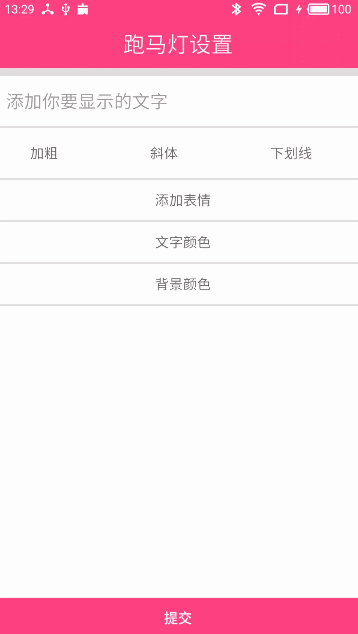 13:29 100
跑马灯设置
添加你要显示的文字
加粗 斜体 下划线
添加表情
文字颜色
背景颜色
提交